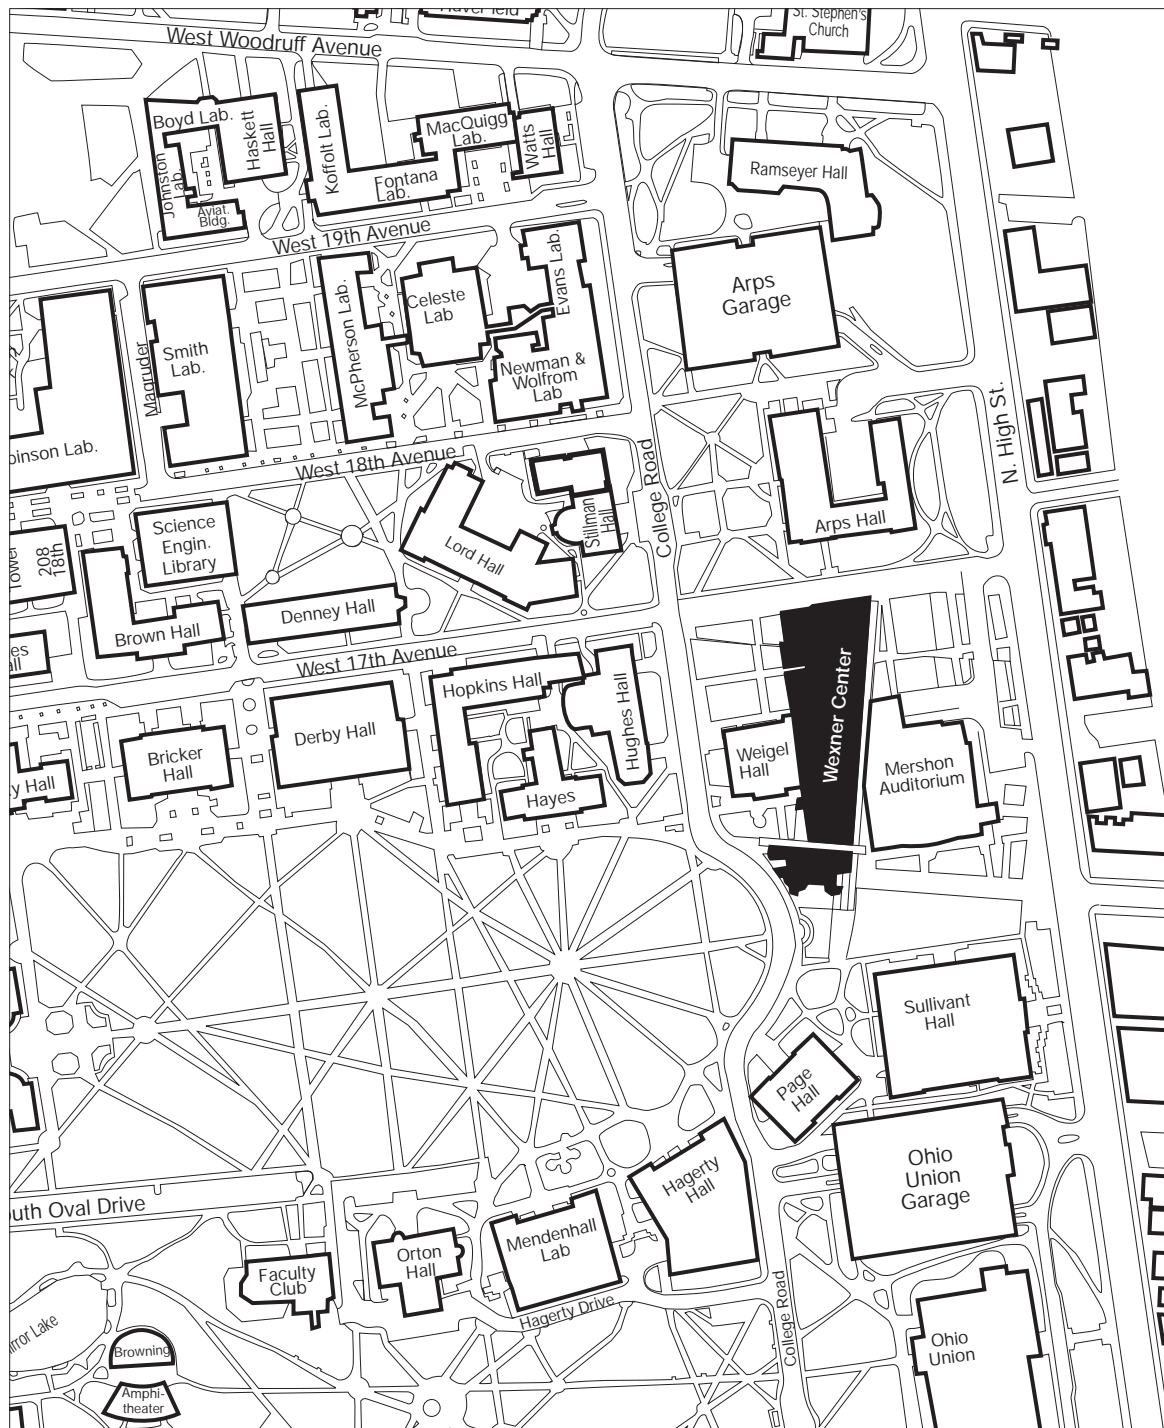 Haverfield
St. Stephen's
Church
West Woodruff Avenue
Boyd Lab.
Haskett
Hall
Johnston
Lab.
Aviat.
Bldg.
Koffolt Lab.
MacQuigg
Lab.
Watts
Hall
Fontana
Lab.
Ramseyer Hall
West 19th Avenue
McPherson Lab.
Celeste
Lab
Evans Lab.
Newman &
Wolfrom
Lab
Arps
Garage
Magruder
Smith
Lab.
binson Lab.
West 18th Avenue
College Road
N. High St.
Science
Engin.
Library
Tower
208
18th
Lord Hall
Stillman
Hall
Arps Hall
Brown Hall
Denney Hall
es
all
West 17th Avenue
Hopkins Hall
Hughes Hall
Derby Hall
Bricker
Hall
y Hall
Hayes
Weigel
Hall
Wexner Center
Mershon
Auditorium
Sullivant
Hall
Page
Hall
Ohio
Union
Garage
Hagerty
Hall
outh Oval Drive
Mendenhall
Lab
Orton
Hall
Faculty
Club
Hagerty Drive
College Road
irror Lake
Browning
Amphi-
theater
Ohio
Union